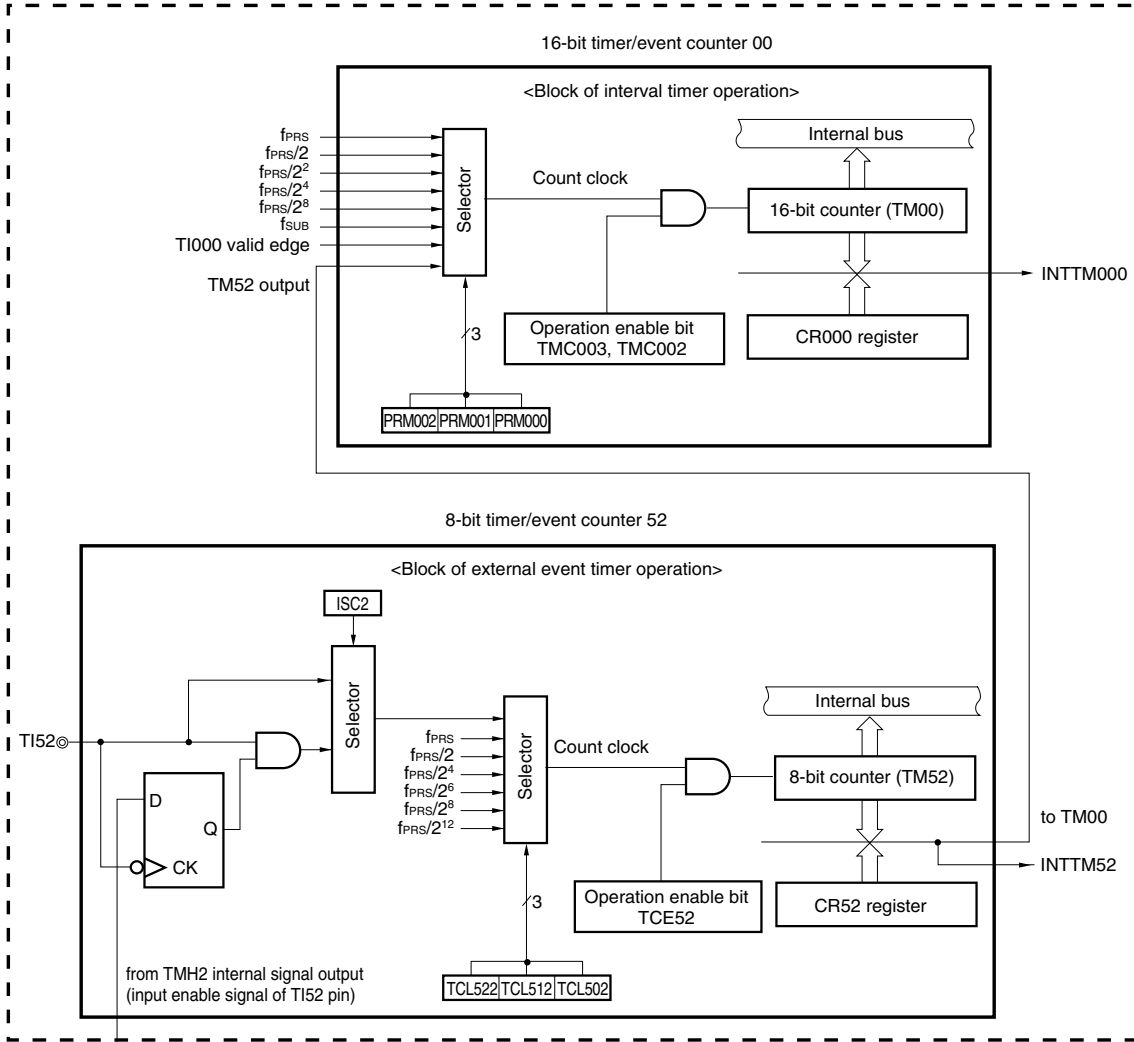 16-bit timer/event counter 00
<Block of interval timer operation>
fPRS
fPRS/2
fPRS/2²
fPRS/2⁴
fPRS/2⁸
fSUB
TI000 valid edge
TM52 output
Selector
Count clock
Internal bus
16-bit counter (TM00)
INTTM000
CR000 register
Operation enable bit
TMC003, TMC002
3
PRM002 PRM001 PRM000
8-bit timer/event counter 52
<Block of external event timer operation>
ISC2
Selector
TI52
D
Q
CK
fPRS
fPRS/2
fPRS/2⁴
fPRS/2⁶
fPRS/2⁸
fPRS/2¹²
Selector
Count clock
Internal bus
8-bit counter (TM52)
to TM00
INTTM52
CR52 register
Operation enable bit
TCE52
3
TCL522 TCL512 TCL502
from TMH2 internal signal output
(input enable signal of TI52 pin)